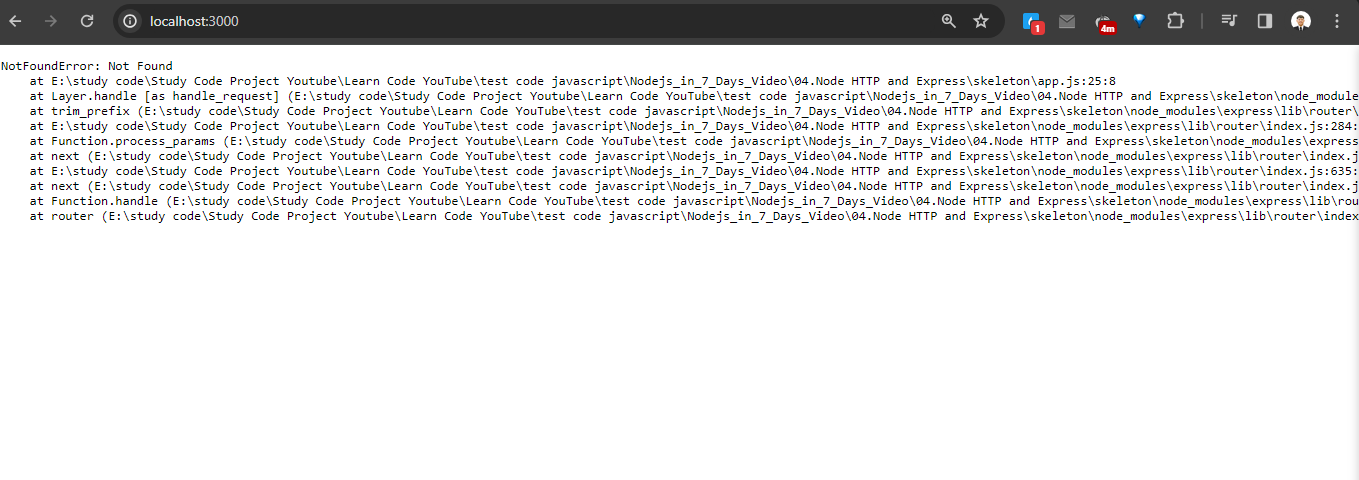 localhost:3000
1
4m
NotFoundError: Not Found
at E:\study code\Study Code Project Youtube\Learn Code YouTube\test code javascript\Nodejs_in_7_Days_Video\04.Node HTTP and Express\skeleton\app.js:25:8
at Layer.handle [as handle_request] (E:\study code\Study Code Project Youtube\Learn Code YouTube\test code javascript\Nodejs_in_7_Days_Video\04.Node HTTP and Express\skeleton\node_module
at trim_prefix (E:\study code\Study Code Project Youtube\Learn Code YouTube\test code javascript\Nodejs_in_7_Days_Video\04.Node HTTP and Express\skeleton\node_modules\express\lib\router\
at E:\study code\Study Code Project Youtube\Learn Code YouTube\test code javascript\Nodejs_in_7_Days_Video\04.Node HTTP and Express\skeleton\node_modules\express\lib\router\index.js:284:
at Function.process_params (E:\study code\Study Code Project Youtube\Learn Code YouTube\test code javascript\Nodejs_in_7_Days_Video\04.Node HTTP and Express\skeleton\node_modules\express
at next (E:\study code\Study Code Project Youtube\Learn Code YouTube\test code javascript\Nodejs_in_7_Days_Video\04.Node HTTP and Express\skeleton\node_modules\express\lib\router\index.j
at E:\study code\Study Code Project Youtube\Learn Code YouTube\test code javascript\Nodejs_in_7_Days_Video\04.Node HTTP and Express\skeleton\node_modules\express\lib\router\index.js:635:
at next (E:\study code\Study Code Project Youtube\Learn Code YouTube\test code javascript\Nodejs_in_7_Days_Video\04.Node HTTP and Express\skeleton\node_modules\express\lib\router\index.j
at Function.handle (E:\study code\Study Code Project Youtube\Learn Code YouTube\test code javascript\Nodejs_in_7_Days_Video\04.Node HTTP and Express\skeleton\node_modules\express\lib\rou
at router (E:\study code\Study Code Project Youtube\Learn Code YouTube\test code javascript\Nodejs_in_7_Days_Video\04.Node HTTP and Express\skeleton\node_modules\express\lib\router\index